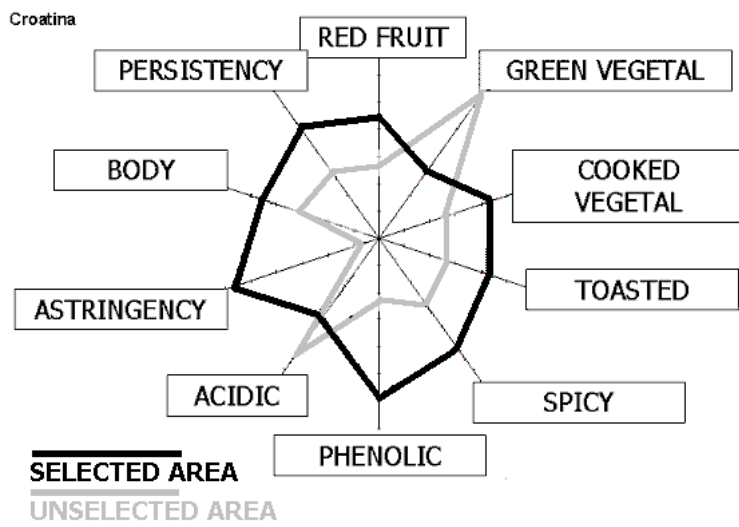 Croatina
RED FRUIT
PERSISTENCY
GREEN VEGETAL
BODY
COOKED
VEGETAL
ASTRINGENCY
TOASTED
ACIDIC
SPICY
PHENOLIC
SELECTED AREA
UNSELECTED AREA